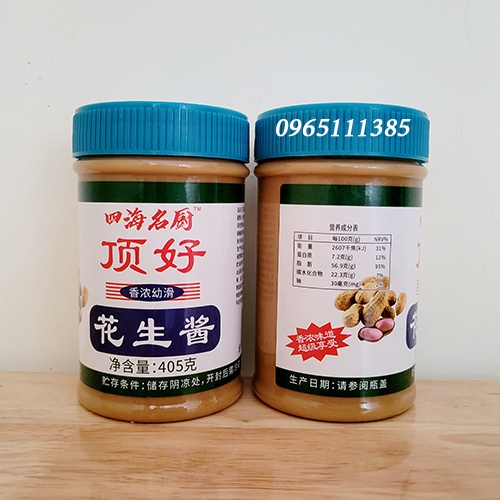 四海名厨™
顶好
香浓幼滑
花生酱
净含量:405克
贮存条件:储存阴凉处,开封后
0965111385
营养成分表
项 目 每100克(g) NRV%
能 量 2607千焦(kJ) 31%
蛋白质 7.2克(g) 12%
脂 肪 56.9克(g) 95%
碳水化合物 22.3克(g) 7%
钠 30毫克(mg)
香浓味道
超级享受
生产日期:请参阅瓶盖